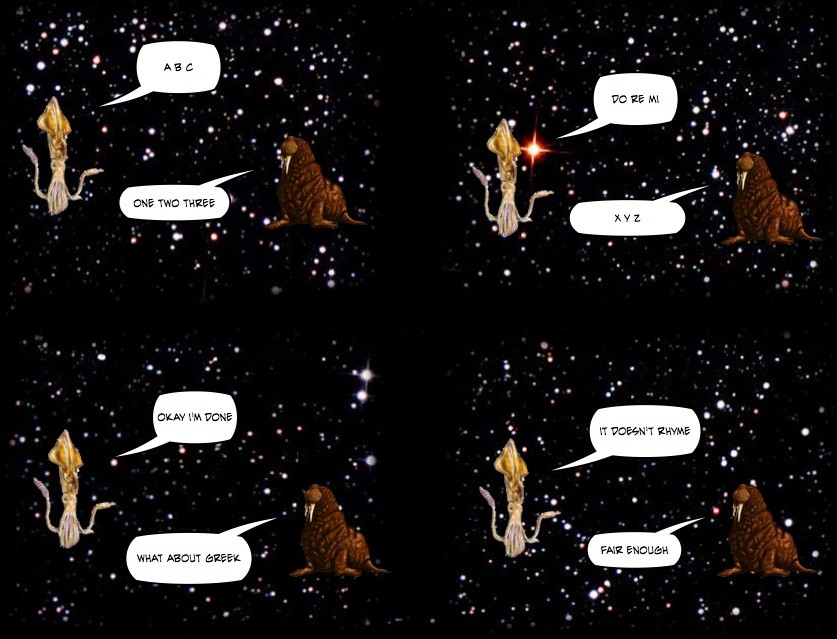 A B C
ONE TWO THREE
DO RE MI
X Y Z
OKAY I'M DONE
WHAT ABOUT GREEK
IT DOESN'T RHYME
FAIR ENOUGH